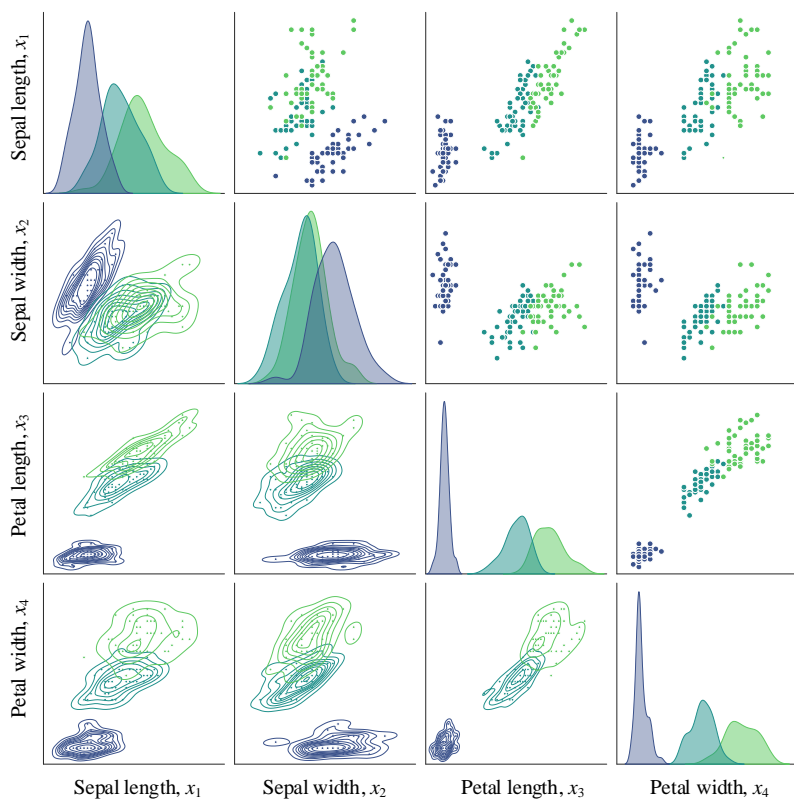 Sepal length, x₁
Sepal width, x₂
Petal length, x₃
Petal width, x₄
Sepal length, x₁
Sepal width, x₂
Petal length, x₃
Petal width, x₄